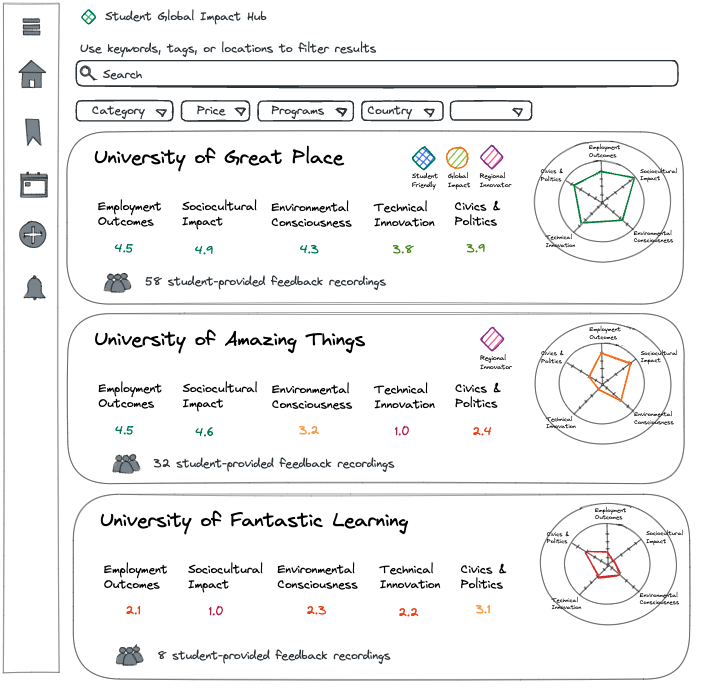 Student Global Impact Hub
Use keywords, tags, or locations to filter results
Search
Category
Price
Programs
Country
University of Great Place
Student
Friendly
Global
Impact
Regional
Innovator
Employment
Outcomes
4.5
Sociocultural
Impact
4.9
Environmental
Consciousness
4.3
Technical
Innovation
3.8
Civics &
Politics
3.9
58 student-provided feedback recordings
Employment
Outcomes
Civics &
Politics
Sociocultural
Impact
Technical
Innovation
Environmental
Consciousness
University of Amazing Things
Regional
Innovator
Employment
Outcomes
4.5
Sociocultural
Impact
4.6
Environmental
Consciousness
3.2
Technical
Innovation
1.0
Civics &
Politics
2.4
32 student-provided feedback recordings
Employment
Outcomes
Civics &
Politics
Sociocultural
Impact
Technical
Innovation
Environmental
Consciousness
University of Fantastic Learning
Employment
Outcomes
2.1
Sociocultural
Impact
1.0
Environmental
Consciousness
2.3
Technical
Innovation
2.2
Civics &
Politics
3.1
8 student-provided feedback recordings
Employment
Outcomes
Civics &
Politics
Sociocultural
Impact
Technical
Innovation
Environmental
Consciousness